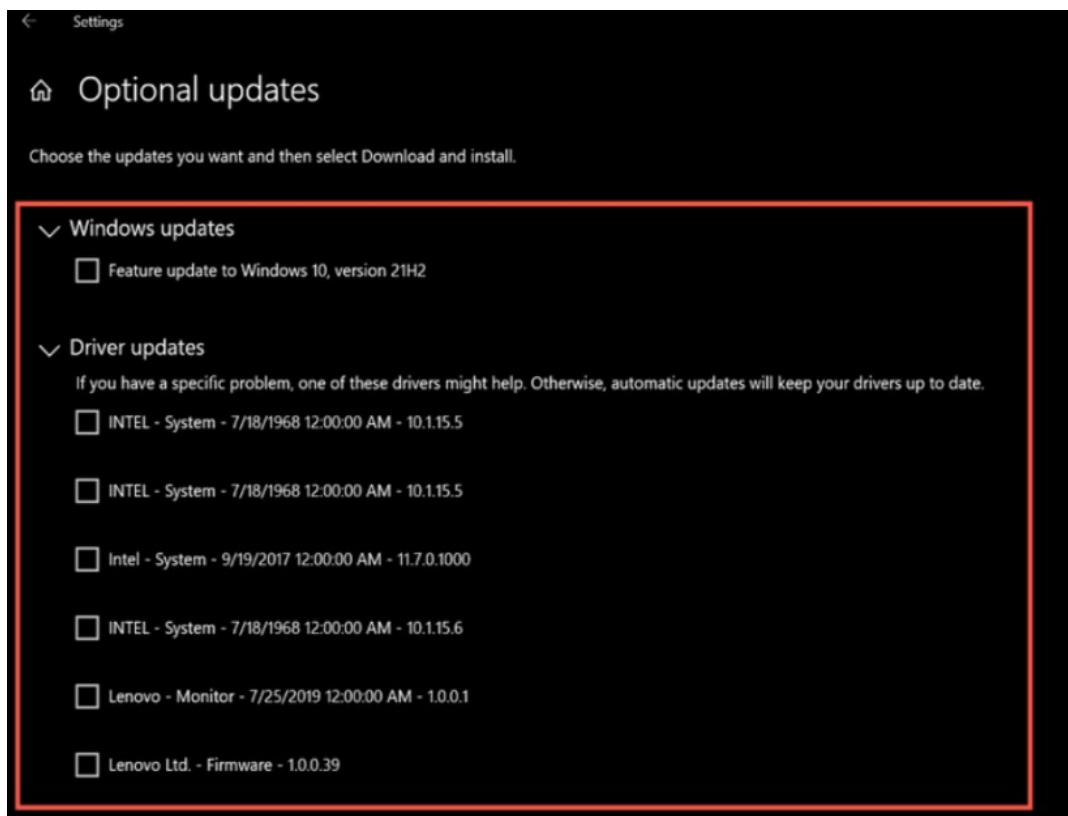 Settings
Optional updates
Choose the updates you want and then select Download and install.
Windows updates
Feature update to Windows 10, version 21H2
Driver updates
If you have a specific problem, one of these drivers might help. Otherwise, automatic updates will keep your drivers up to date.
INTEL - System - 7/18/1968 12:00:00 AM - 10.1.15.5
INTEL - System - 7/18/1968 12:00:00 AM - 10.1.15.5
Intel - System - 9/19/2017 12:00:00 AM - 11.7.0.1000
INTEL - System - 7/18/1968 12:00:00 AM - 10.1.15.6
Lenovo - Monitor - 7/25/2019 12:00:00 AM - 1.0.0.1
Lenovo Ltd. - Firmware - 1.0.0.39